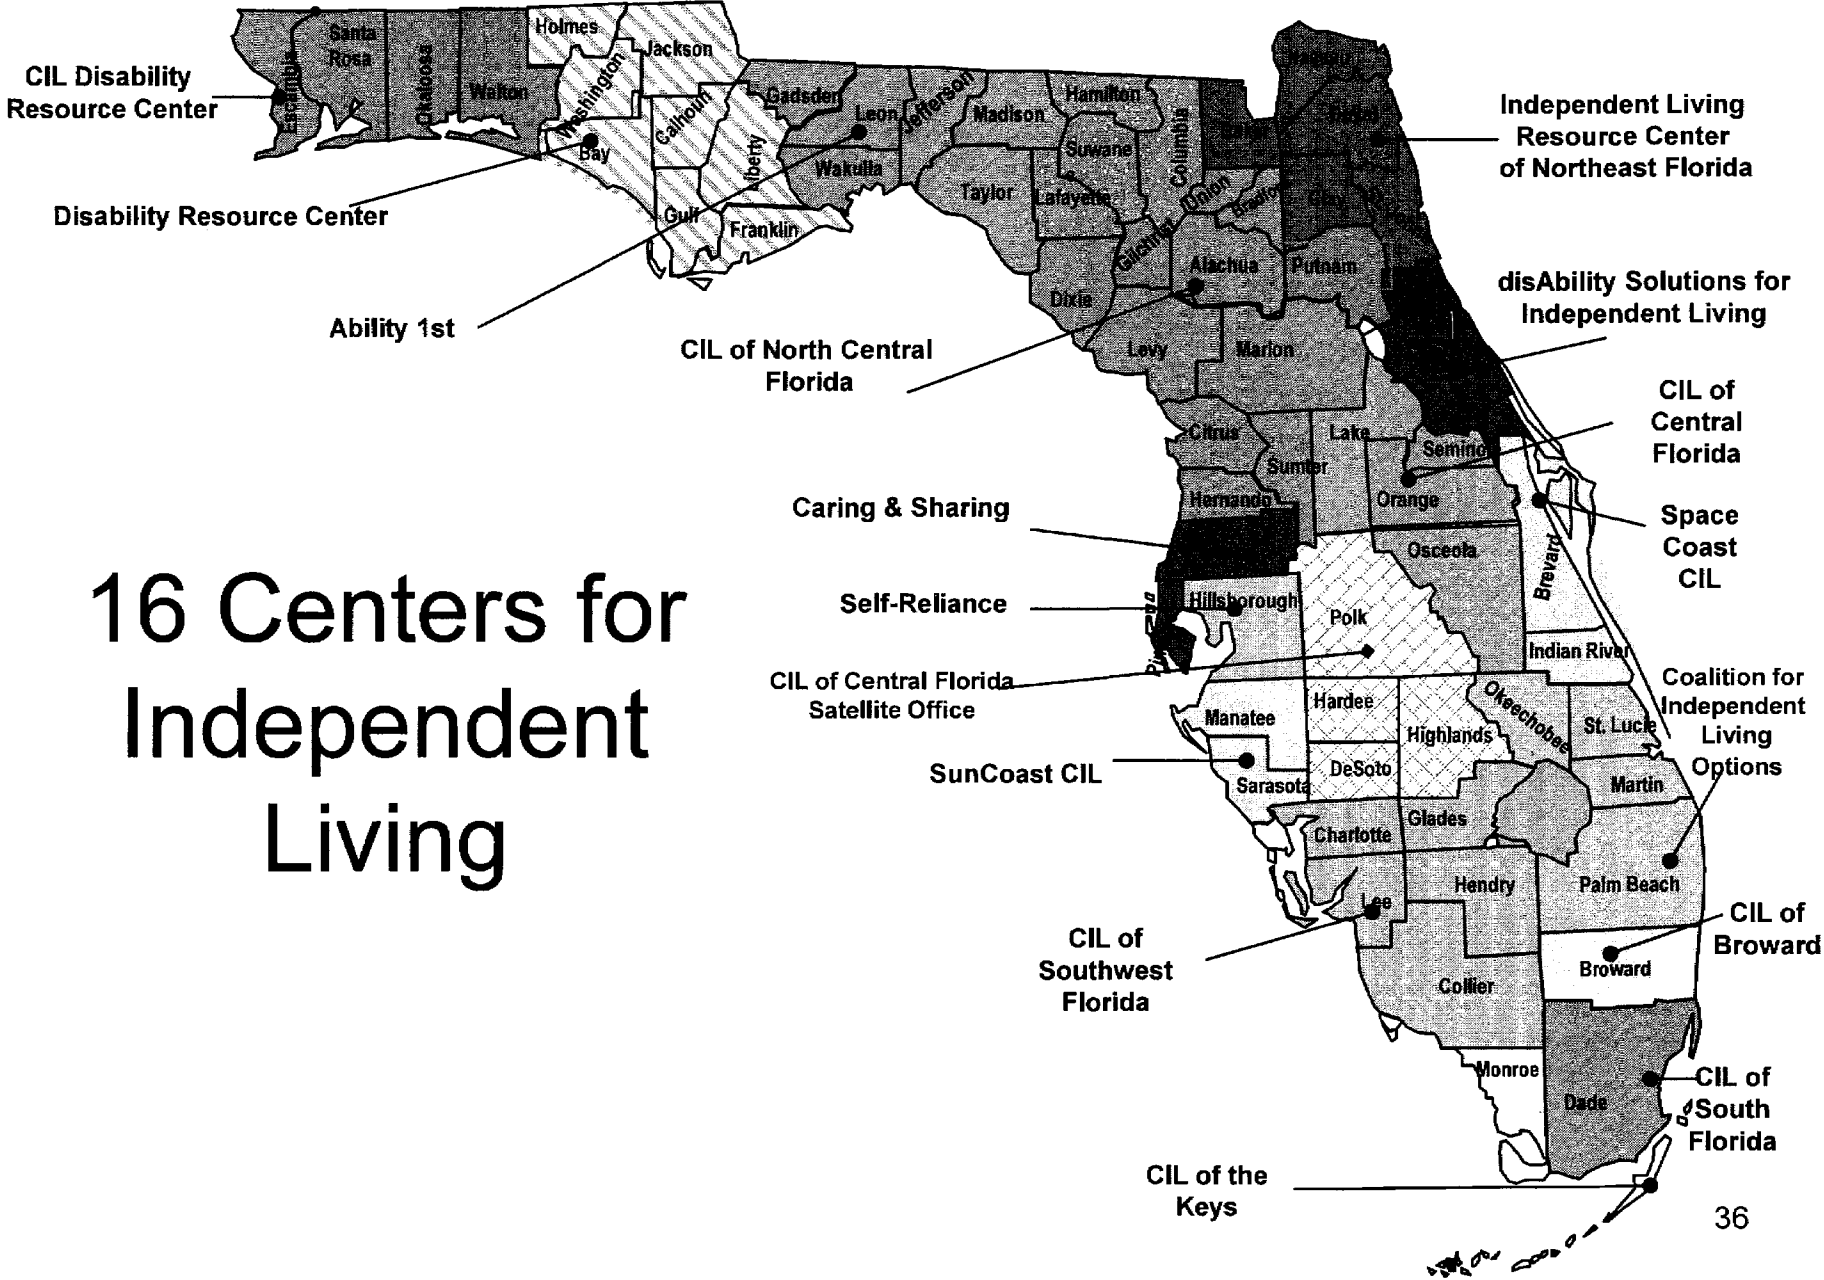 16 Centers for
Independent
Living
CIL Disability
Resource Center
Disability Resource Center
Ability 1st
CIL of North Central
Florida
Caring & Sharing
Self-Reliance
CIL of Central Florida
Satellite Office
SunCoast CIL
CIL of
Southwest
Florida
CIL of the
Keys
Independent Living
Resource Center
of Northeast Florida
disAbility Solutions for
Independent Living
CIL of
Central
Florida
Space
Coast
CIL
Coalition for
Independent
Living
Options
CIL of
Broward
CIL of
South
Florida
Escambia
Santa
Rosa
Okaloosa
Walton
Holmes
Washington
Jackson
Bay
Calhoun
Gulf
Liberty
Franklin
Gadsden
Leon
Wakulla
Jefferson
Madison
Taylor
Hamilton
Suwane
Lafayette
Columbia
Dixie
Gilchrist
Union
Alachua
Putnam
Levy
Marion
Citrus
Sumter
Lake
Hernando
Orange
Osceola
Brevard
Hillsborough
Polk
Indian River
Manatee
Hardee
Highlands
Okeechobee
St. Lucie
Sarasota
DeSoto
Martin
Charlotte
Glades
Lee
Hendry
Palm Beach
Collier
Broward
Monroe
Dade
36